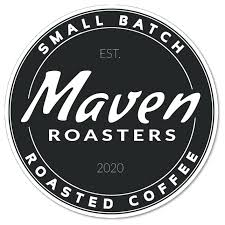 SMALL BATCH
EST.
Maven
ROASTERS
2020
ROASTED COFFEE